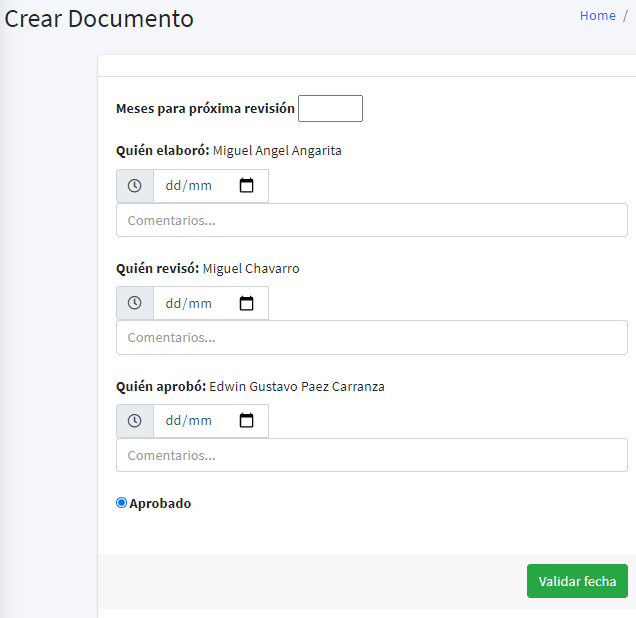 Crear Documento
Home /
Meses para próxima revisión
Quién elaboró: Miguel Angel Angarita
dd/mm
Comentarios...
Quién revisó: Miguel Chavarro
dd/mm
Comentarios...
Quién aprobó: Edwin Gustavo Paez Carranza
dd/mm
Comentarios...
Aprobado
Validar fecha